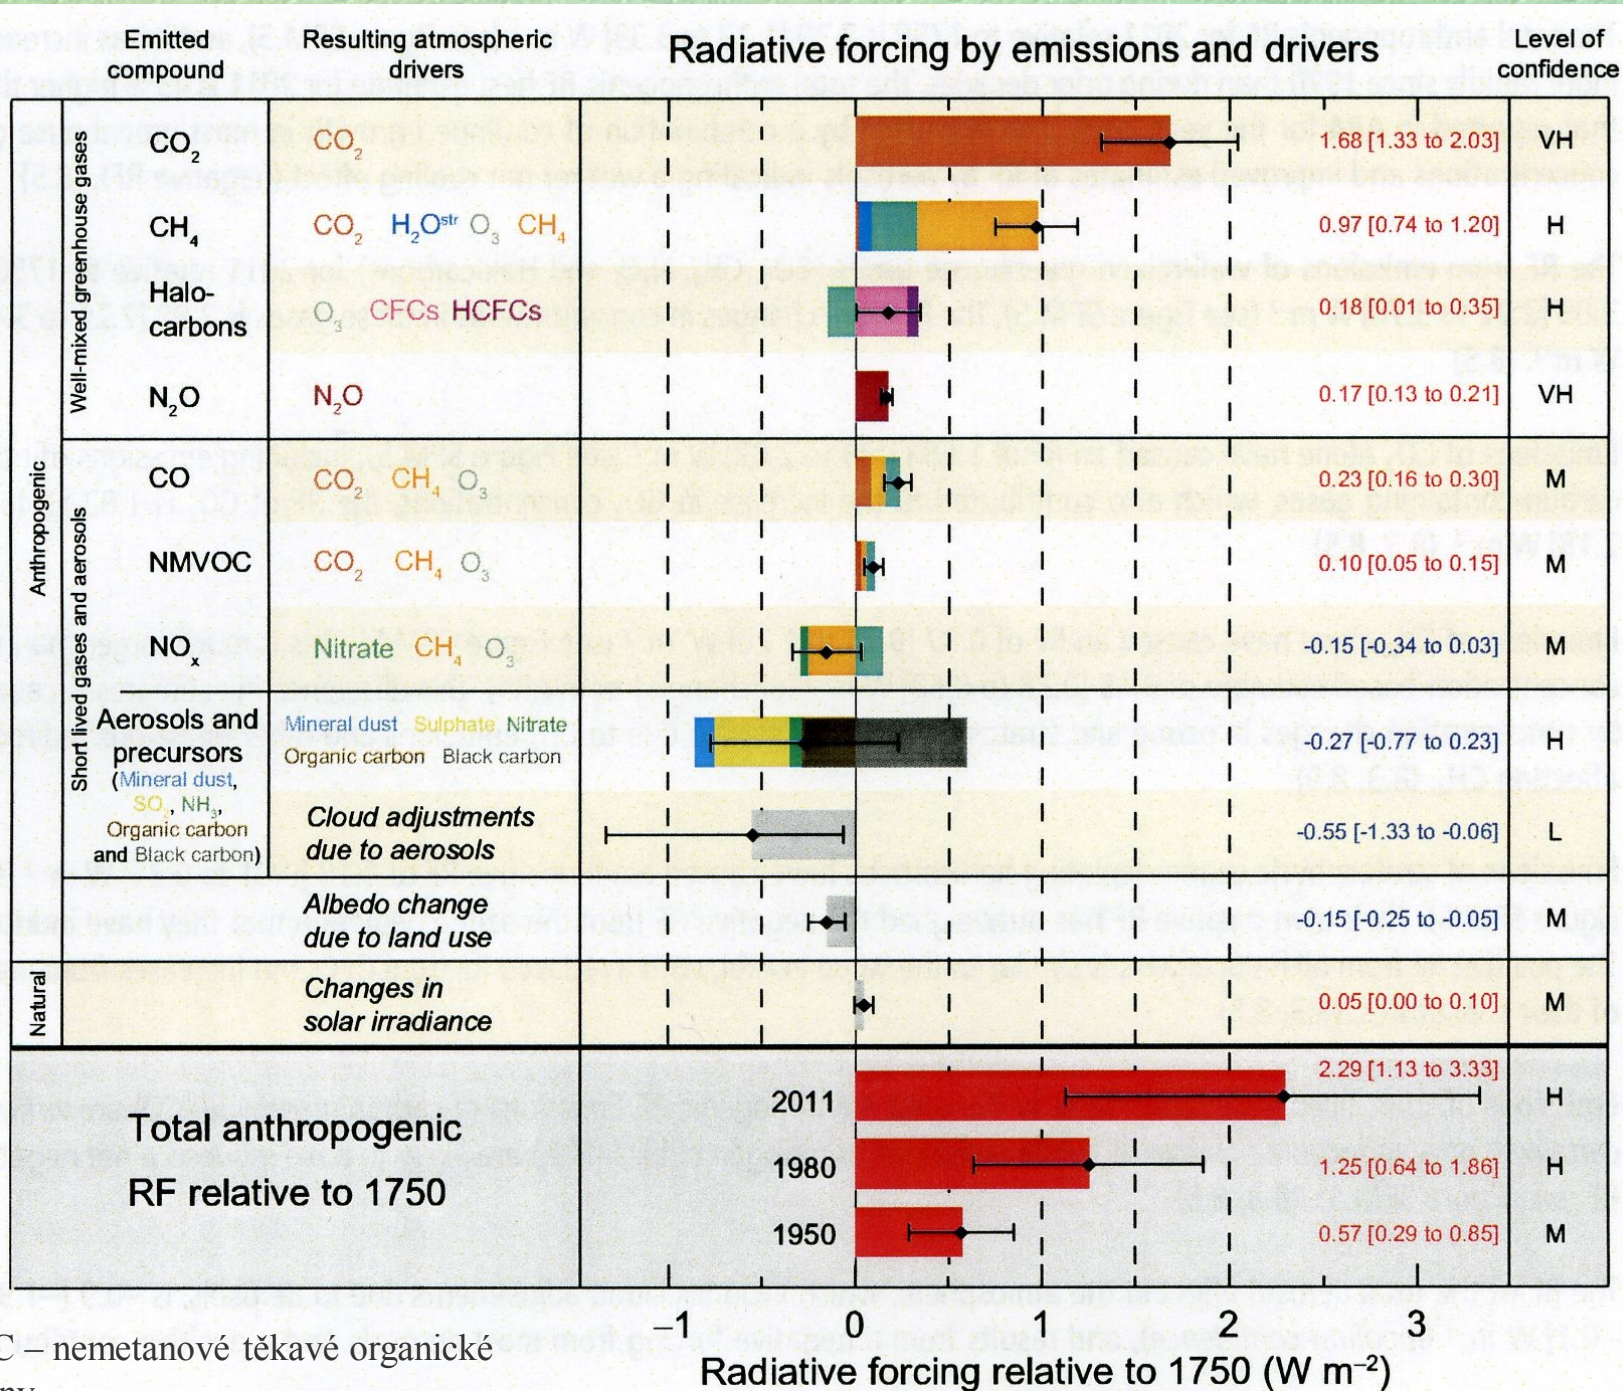 Emitted compound
Resulting atmospheric drivers
Radiative forcing by emissions and drivers
Level of confidence
Anthropogenic
Natural
Well-mixed greenhouse gases
Short lived gases and aerosols
CO₂ CO₂ 1.68 [1.33 to 2.03] VH
CH₄ CO₂ H₂Oˢᵗʳ O₃ CH₄ 0.97 [0.74 to 1.20] H
Halo-
carbons O₃ CFCs HCFCs 0.18 [0.01 to 0.35] H
N₂O N₂O 0.17 [0.13 to 0.21] VH
CO CO₂ CH₄ O₃ 0.23 [0.16 to 0.30] M
NMVOC CO₂ CH₄ O₃ 0.10 [0.05 to 0.15] M
NOₓ Nitrate CH₄ O₃ -0.15 [-0.34 to 0.03] M
Aerosols and
precursors
(Mineral dust,
SO₂, NH₃,
Organic carbon
and Black carbon)
Mineral dust Sulphate Nitrate
Organic carbon Black carbon
-0.27 [-0.77 to 0.23] H
Cloud adjustments
due to aerosols
-0.55 [-1.33 to -0.06] L
Albedo change
due to land use
-0.15 [-0.25 to -0.05] M
Changes in
solar irradiance
0.05 [0.00 to 0.10] M
Total anthropogenic
RF relative to 1750
2011 2.29 [1.13 to 3.33] H
1980 1.25 [0.64 to 1.86] H
1950 0.57 [0.29 to 0.85] M
−1 0 1 2 3
Radiative forcing relative to 1750 (W m⁻²)
– nemetanové těkavé organické